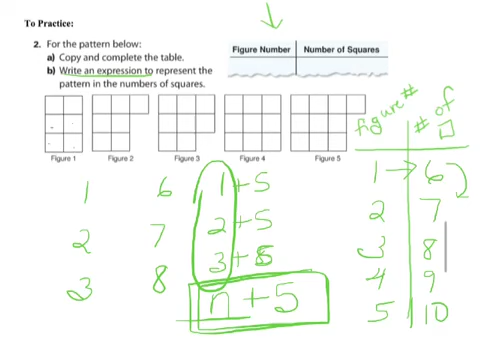 To Practice:
2. For the pattern below:
a) Copy and complete the table.
b) Write an expression to represent the
pattern in the numbers of squares.
Figure Number Number of Squares
Figure 1 Figure 2 Figure 3 Figure 4 Figure 5
1 6 1+5
2 7 2+5
3 8 3+5
n+5
figure # # of □
1 → 6
2 7
3 8
4 9
5 10